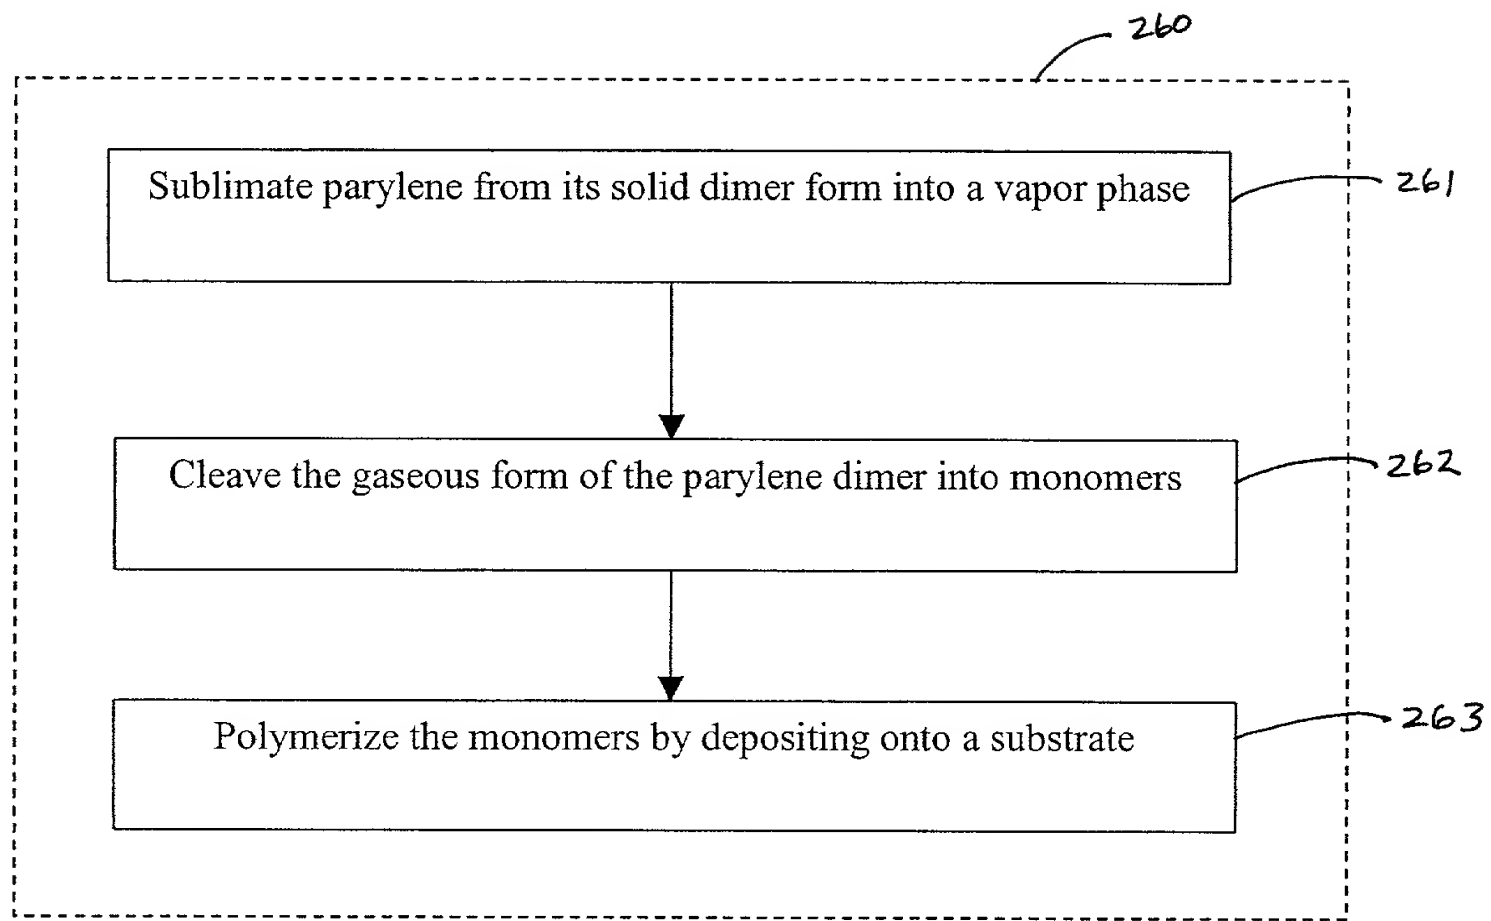 260
Sublimate parylene from its solid dimer form into a vapor phase
261
Cleave the gaseous form of the parylene dimer into monomers
262
Polymerize the monomers by depositing onto a substrate
263